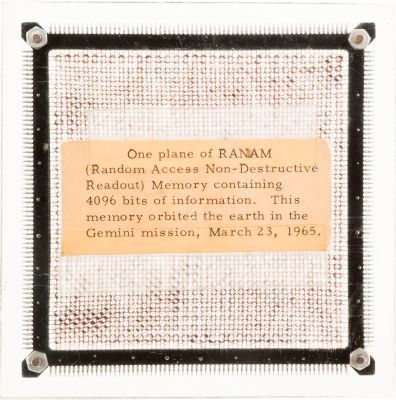 One plane of RANAM
(Random Access Non-Destructive
Readout) Memory containing
4096 bits of information. This
memory orbited the earth in the
Gemini mission, March 23, 1965.